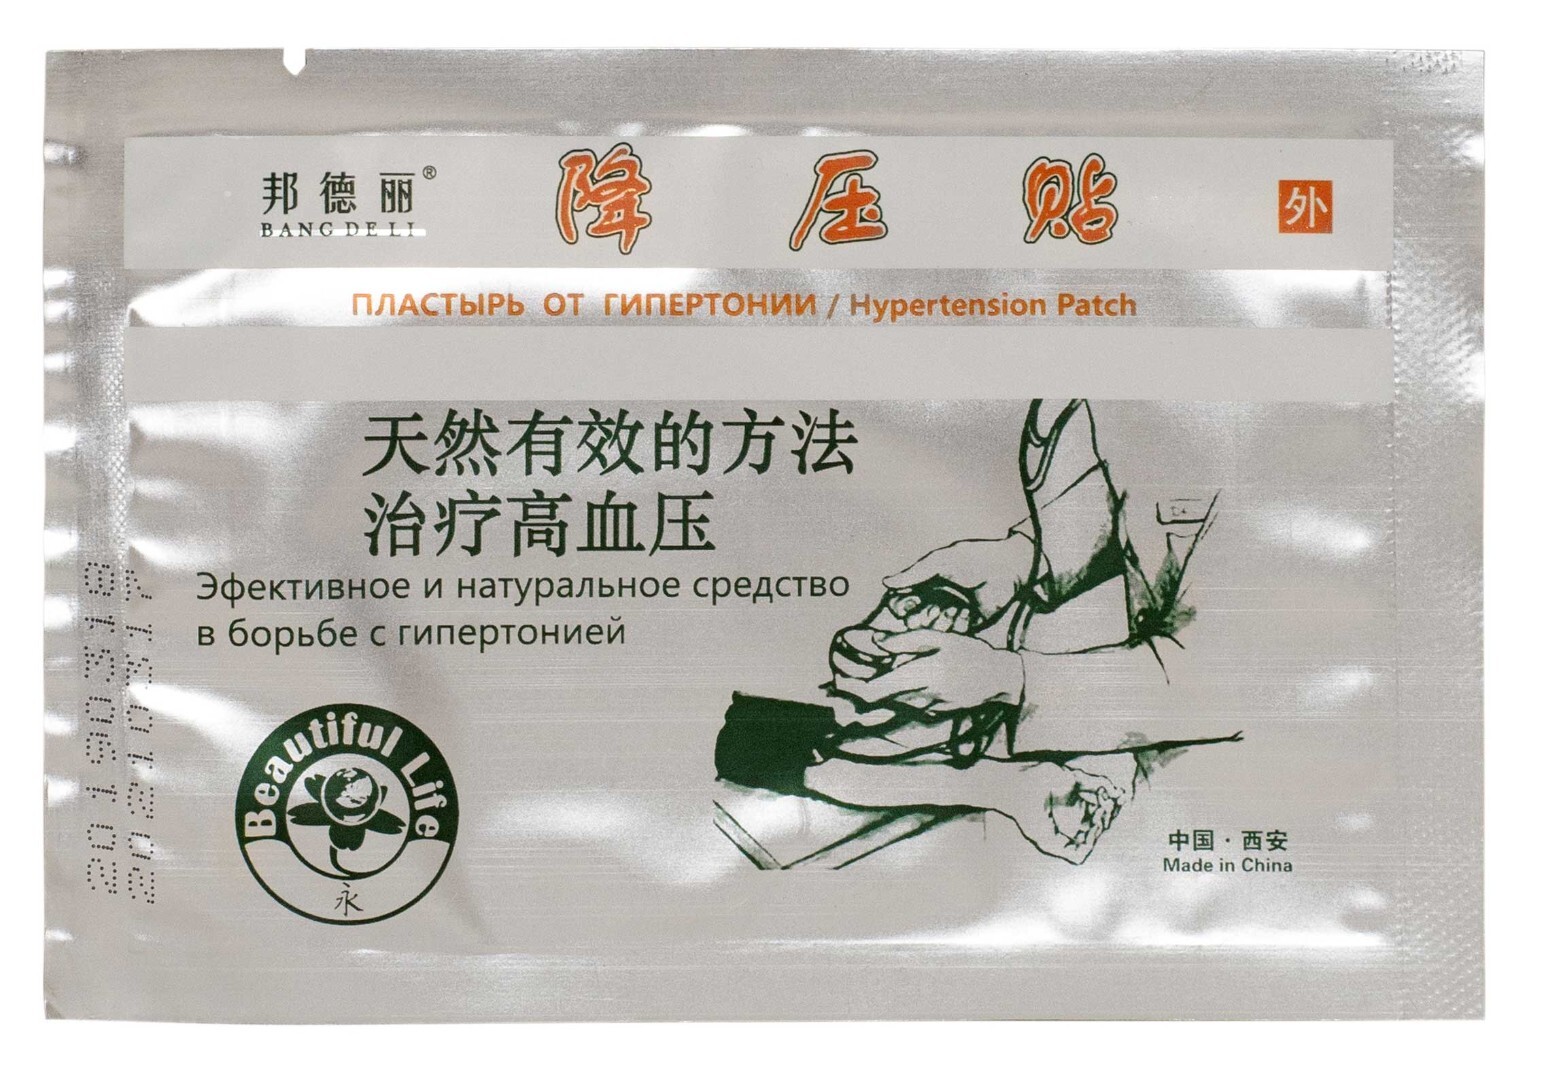 邦德丽®
BANG DE LI
降压贴
外
ПЛАСТЫРЬ ОТ ГИПЕРТОНИИ / Hypertension Patch
天然有效的方法
治疗高血压
Эфективное и натуральное средство
в борьбе с гипертонией
Beautiful Life
永
中国·西安
Made in China